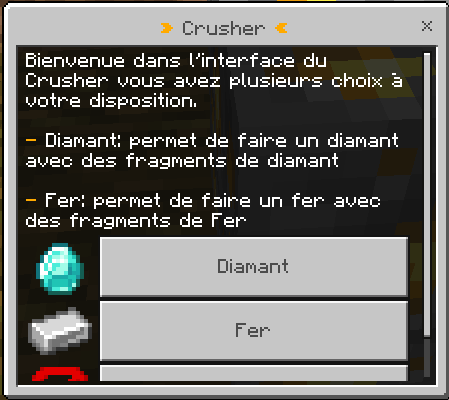 » Crusher «
×
Bienvenue dans l'interface du
Crusher vous avez plusieurs choix à
votre disposition.
- Diamant: permet de faire un diamant
avec des fragments de diamant
- Fer: permet de faire un fer avec
des fragments de Fer
Diamant
Fer